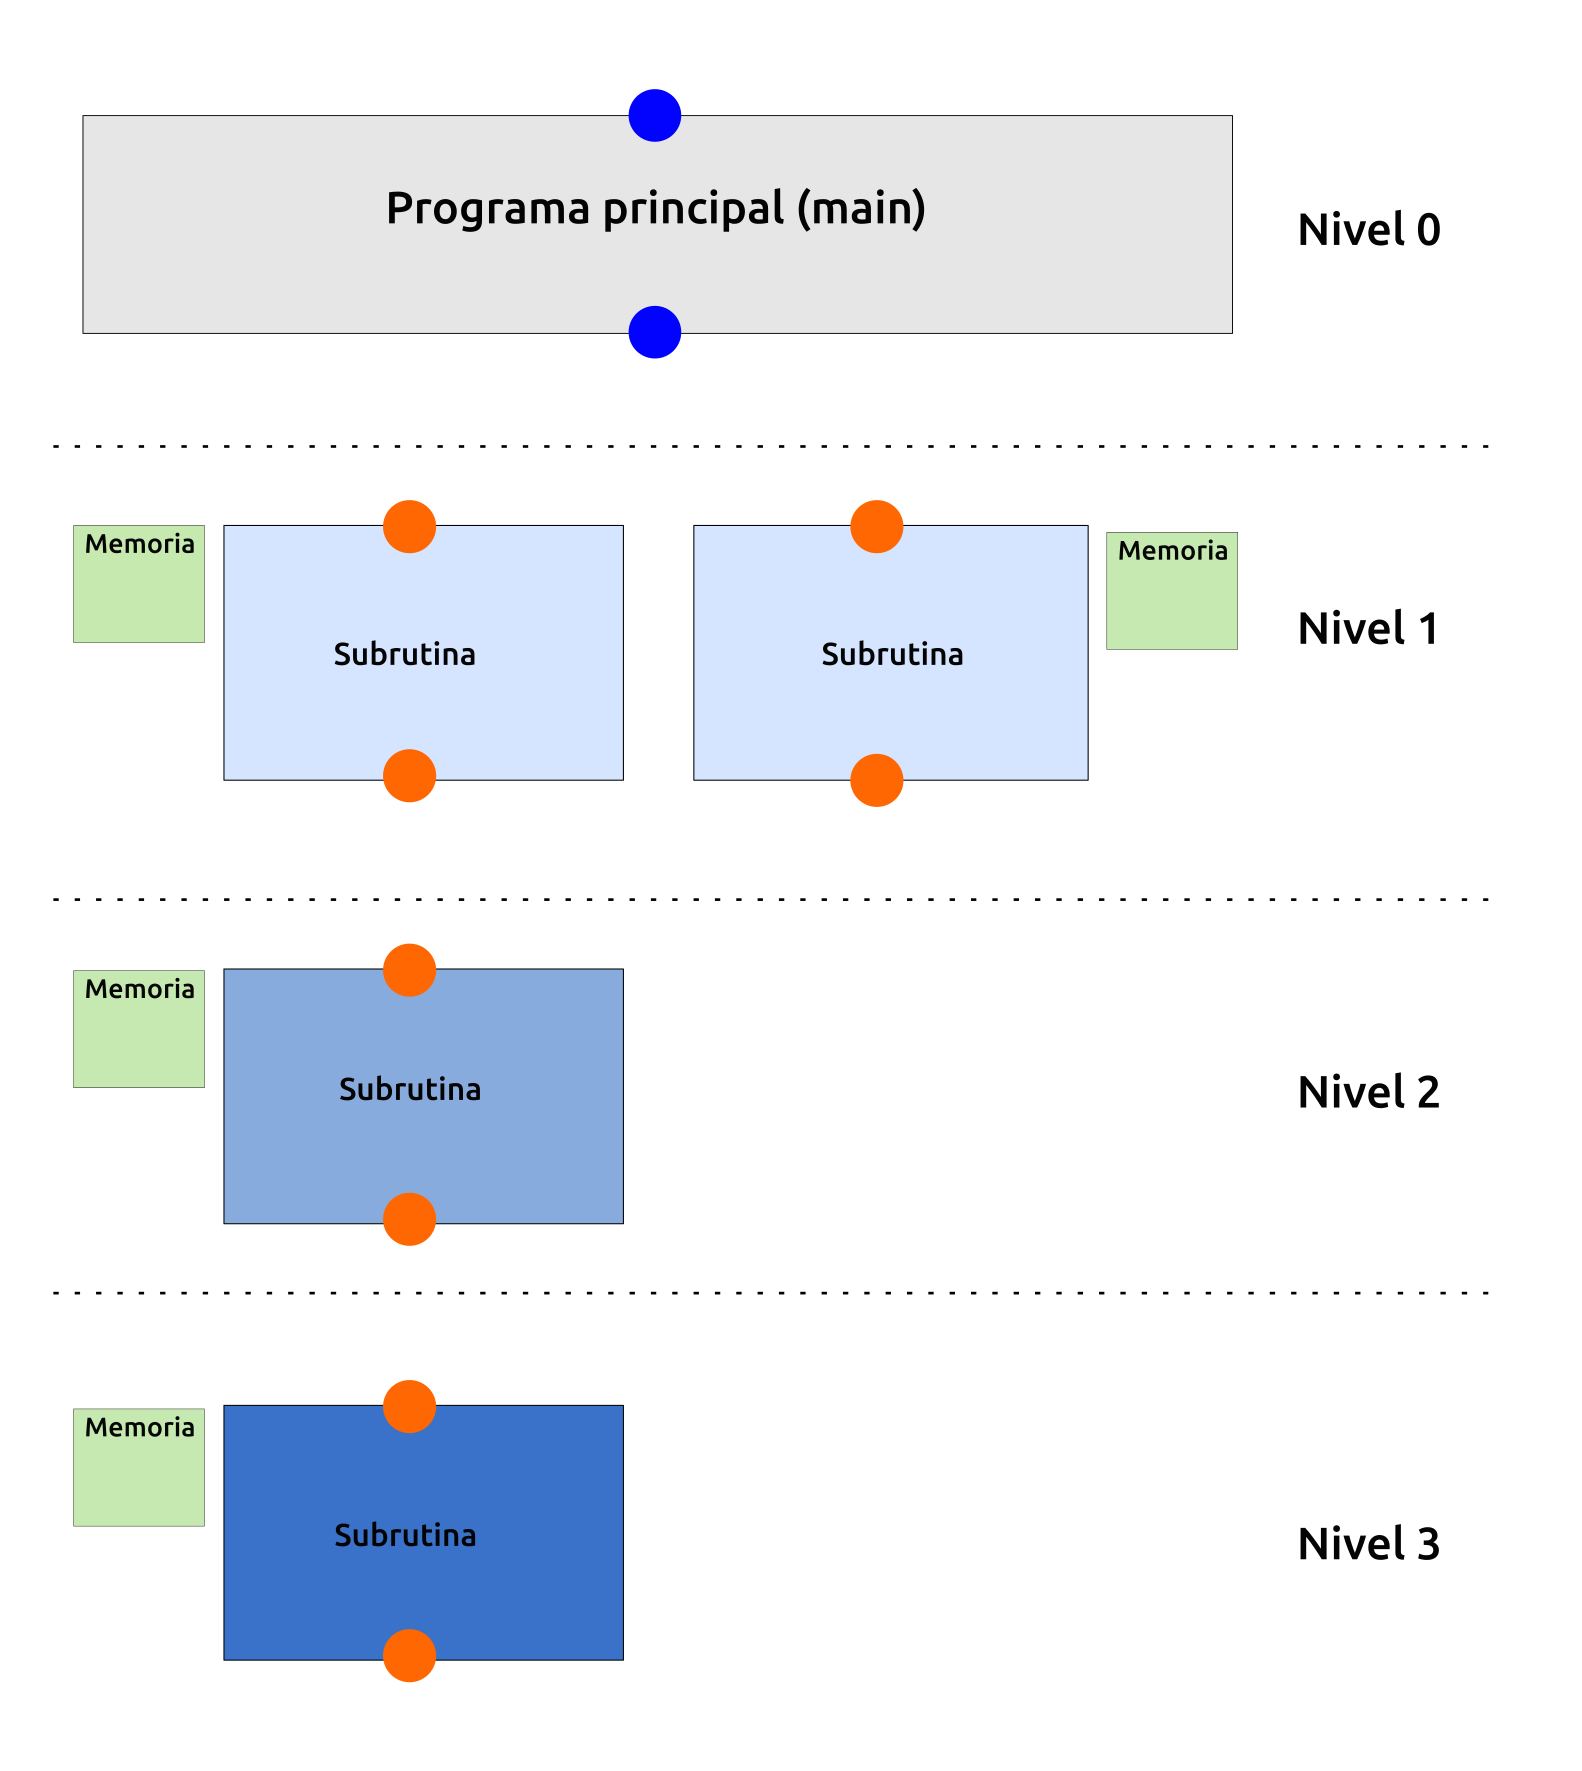 Programa principal (main)
Nivel 0
Memoria
Memoria
Subrutina
Subrutina
Nivel 1
Memoria
Subrutina
Nivel 2
Memoria
Subrutina
Nivel 3